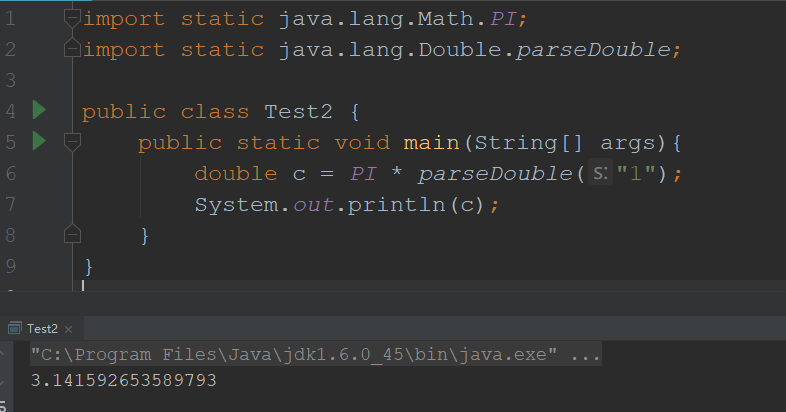 1 import static java.lang.Math.PI;
2 import static java.lang.Double.parseDouble;
3
4 public class Test2 {
5 public static void main(String[] args){
6 double c = PI * parseDouble( s: "1");
7 System.out.println(c);
8 }
9 }
Test2 ×
"C:\Program Files\Java\jdk1.6.0_45\bin\java.exe" ...
3.141592653589793